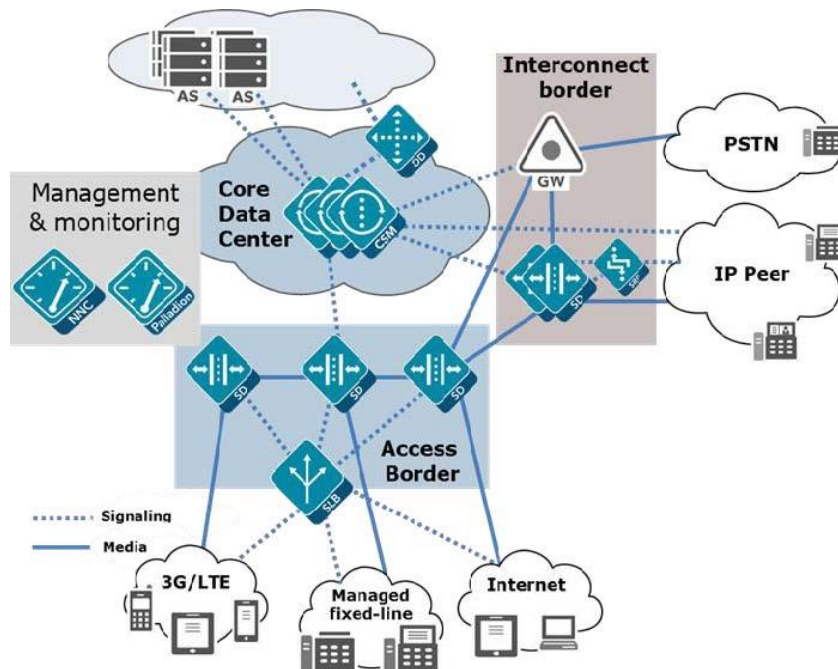 AS
AS
Interconnect
border
PSTN
DD
GW
Management
& monitoring
Core
Data
Center
CSM
IP Peer
SRP
SD
NNC
Palladion
SD
SD
SD
Access
Border
SLB
Signaling
Media
3G/LTE
Managed
fixed-line
Internet